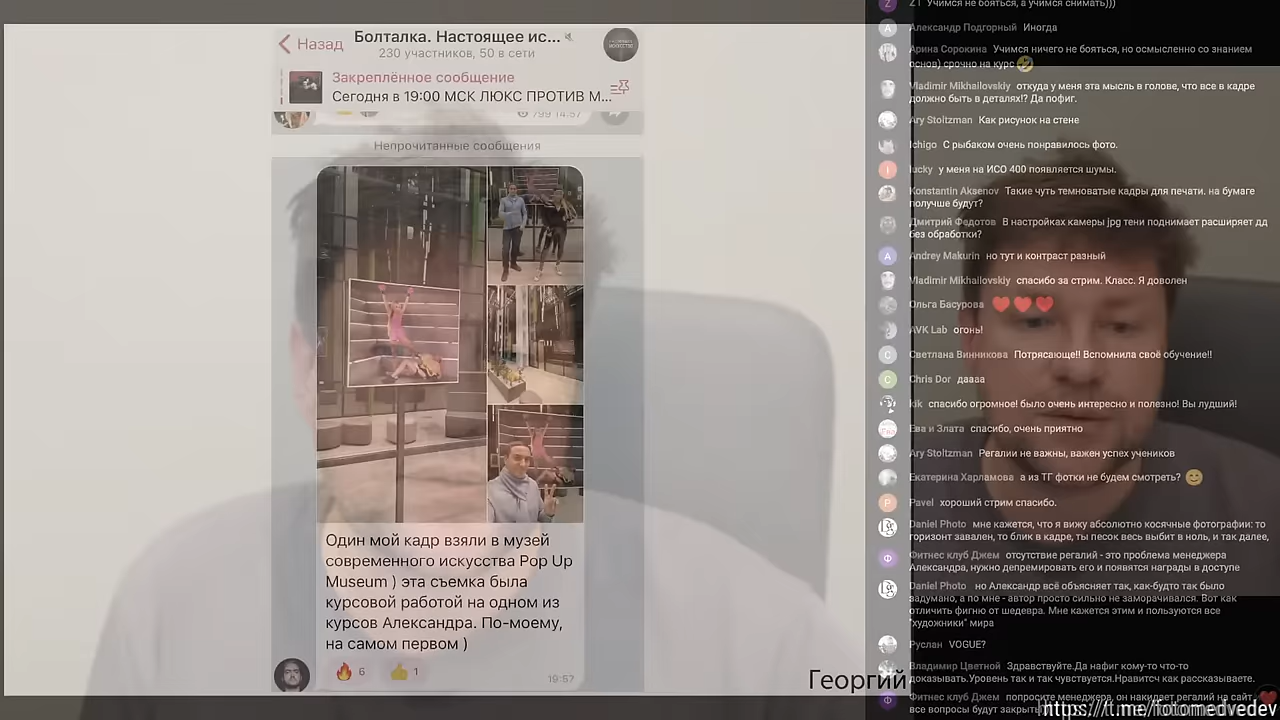 Назад
Болталка. Настоящее ис...
230 участников, 50 в сети
Закреплённое сообщение
Сегодня в 19:00 МСК ЛЮКС ПРОТИВ М...
799 14:57
Непрочитанные сообщения
Один мой кадр взяли в музей
современного искусства Pop Up
Museum ) эта съемка была
курсовой работой на одном из
курсов Александра. По-моему,
на самом первом )
6
1
19:57
Георгий
Учимся не бояться, а учимся снимать)))
Александр Подгорный Иногда
Арина Сорокина Учимся ничего не бояться, но осмысленно со знанием
основ) срочно на курс
Vladimir Mikhailovskiy откуда у меня эта мысль в голове, что все в кадре
должно быть в деталях!? Да пофиг.
Ary Stoltzman Как рисунок на стене
Ichigo С рыбаком очень понравилось фото.
lucky у меня на ИСО 400 появляется шумы.
Konstantin Aksenov Такие чуть темноватые кадры для печати. на бумаге
получше будут?
Дмитрий Федотов В настройках камеры jpg тени поднимает расширяет дд
без обработки?
Andrey Makurin но тут и контраст разный
Vladimir Mikhailovskiy спасибо за стрим. Класс. Я доволен
Ольга Басурова
AVK Lab огонь!
Светлана Винникова Потрясающе!! Вспомнила своё обучение!!
Chris Dor даааа
kik спасибо огромное! было очень интересно и полезно! Вы лудший!
Ева и Злата спасибо, очень приятно
Ary Stoltzman Регалии не важны, важен успех учеников
Екатерина Харламова а из ТГ фотки не будем смотреть?
Pavel хороший стрим спасибо.
Daniel Photo мне кажется, что я вижу абсолютно косячные фотографии: то
горизонт завален, то блик в кадре, ты песок весь выбит в ноль, и так далее,
Фитнес клуб Джем отсутствие регалий - это проблема менеджера
Александра, нужно депремировать его и появятся награды в доступе
Daniel Photo но Александр всё объясняет так, как-будто так было
задумано, а по мне - автор просто сильно не заморачивался. Вот как
отличить фигню от шедевра. Мне кажется этим и пользуются все
"художники" мира
Руслан VOGUE?
Владимир Цветной Здравствуйте.Да нафиг кому-то что-то
доказывать.Уровень так и так чувствуется.Нравитсч как рассказываете.
Фитнес клуб Джем попросите менеджера, он накидает регалий на сайт -
все вопросы будут закрыты
https://t.me/fotomedvedev